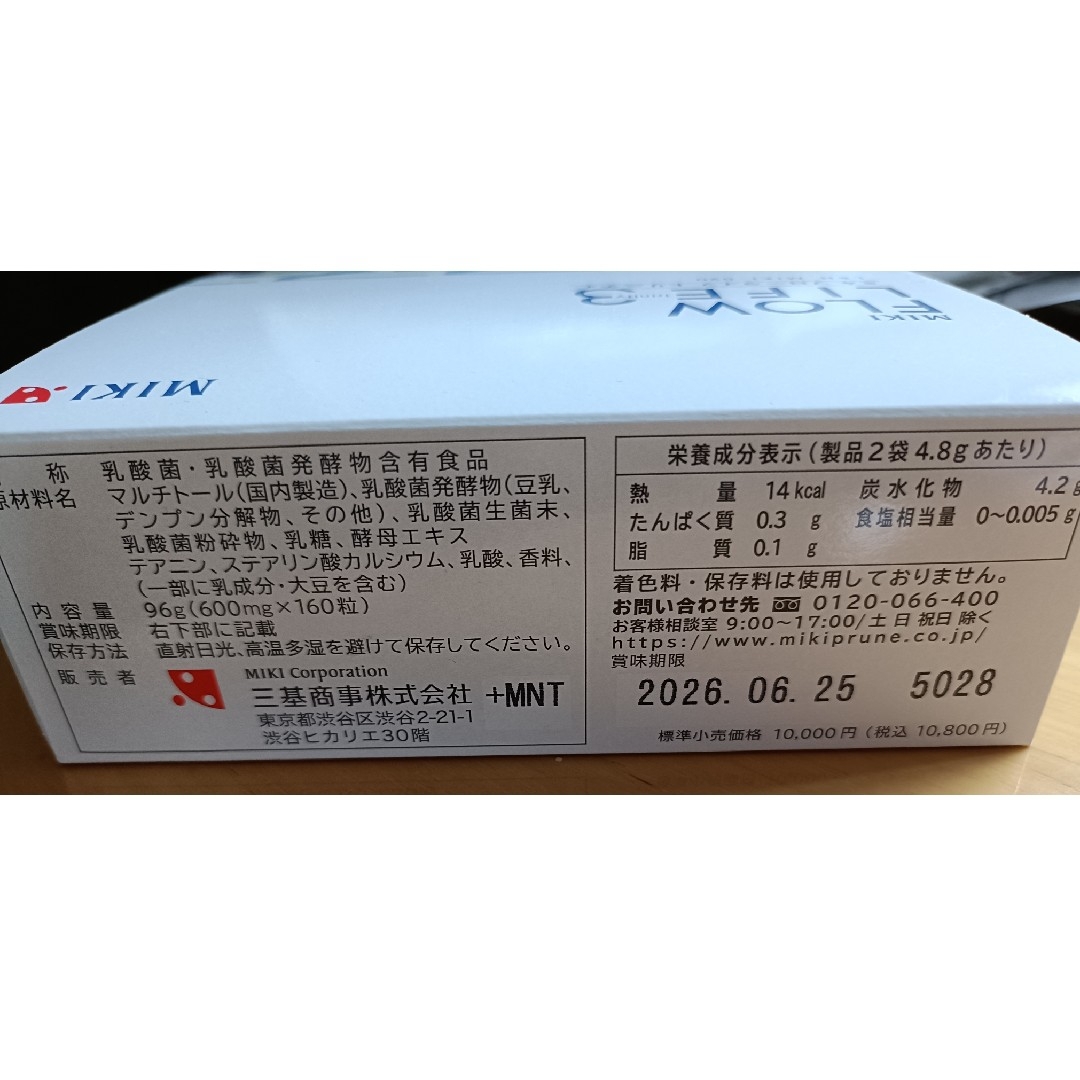 MIKI
FLOW
LIFE
MIKI
称 乳酸菌・乳酸菌発酵物含有食品
原材料名 マルチトール(国内製造)、乳酸菌発酵物(豆乳、
デンプン分解物、その他)、乳酸菌生菌末、
乳酸菌粉砕物、乳糖、酵母エキス
テアニン、ステアリン酸カルシウム、乳酸、香料、
(一部に乳成分・大豆を含む)
内容量 96g(600mg×160粒)
賞味期限 右下部に記載
保存方法 直射日光、高温多湿を避けて保存してください。
販売者 MIKI Corporation
三基商事株式会社 +MNT
東京都渋谷区渋谷2-21-1
渋谷ヒカリエ30階
栄養成分表示(製品2袋4.8gあたり)
熱量 14kcal 炭水化物 4.2g
たんぱく質 0.3 g 食塩相当量 0〜0.005g
脂質 0.1 g
着色料・保存料は使用しておりません。
お問い合わせ先 0120-066-400
お客様相談室 9:00〜17:00/土 日 祝日 除く
https://www.mikiprune.co.jp/
賞味期限
2026.06.25 5028
標準小売価格 10,000円(税込 10,800円)